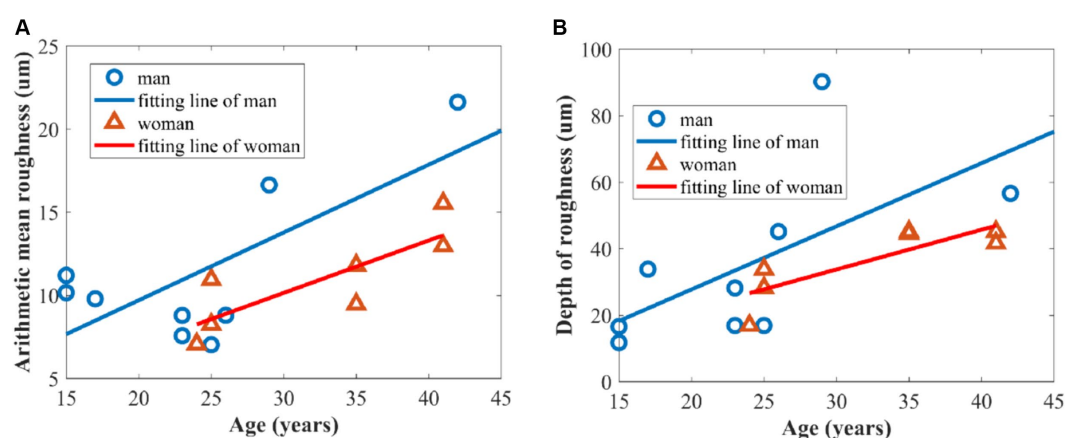 A
Arithmetic mean roughness (um)
25
20
15
10
5
man
fitting line of man
woman
fitting line of woman
15 20 25 30 35 40 45
Age (years)
B
Depth of roughness (um)
100
80
60
40
20
0
man
fitting line of man
woman
fitting line of woman
15 20 25 30 35 40 45
Age (years)